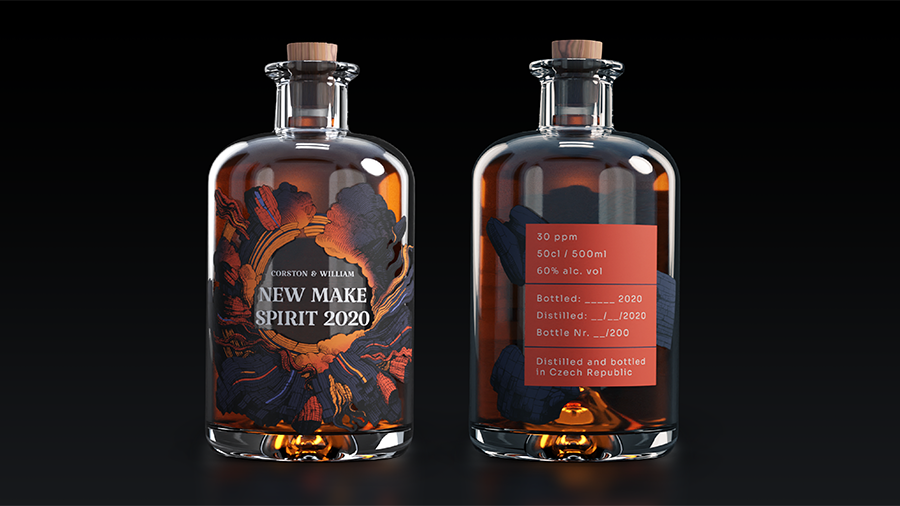 CORSTON & WILLIAM
NEW MAKE
SPIRIT 2020
30 ppm
50cl / 500ml
60% alc. vol
Bottled: _____ 2020
Distilled: __/__/2020
Bottle Nr. __/200
Distilled and bottled
in Czech Republic